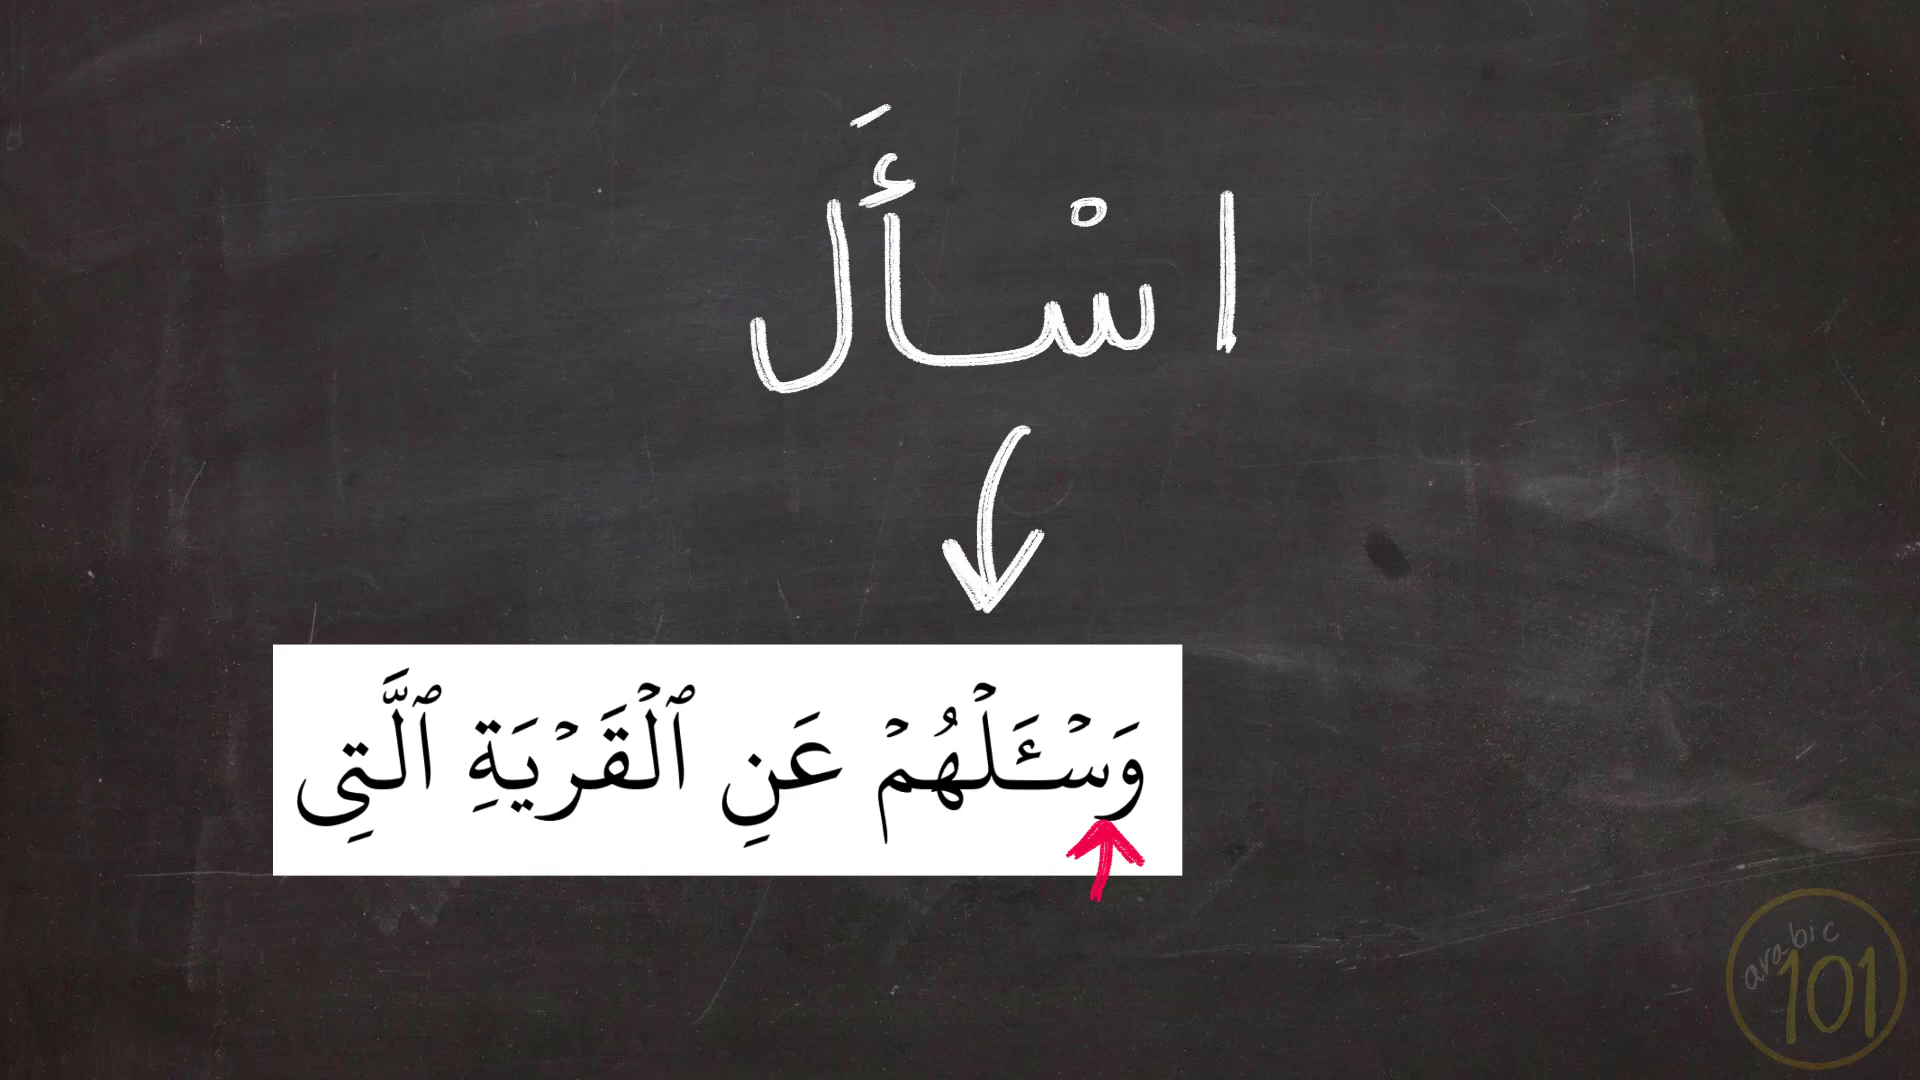 اسْأَل
وَسْـَٔلْهُمْ عَنِ ٱلْقَرْيَةِ ٱلَّتِى
arabic
101